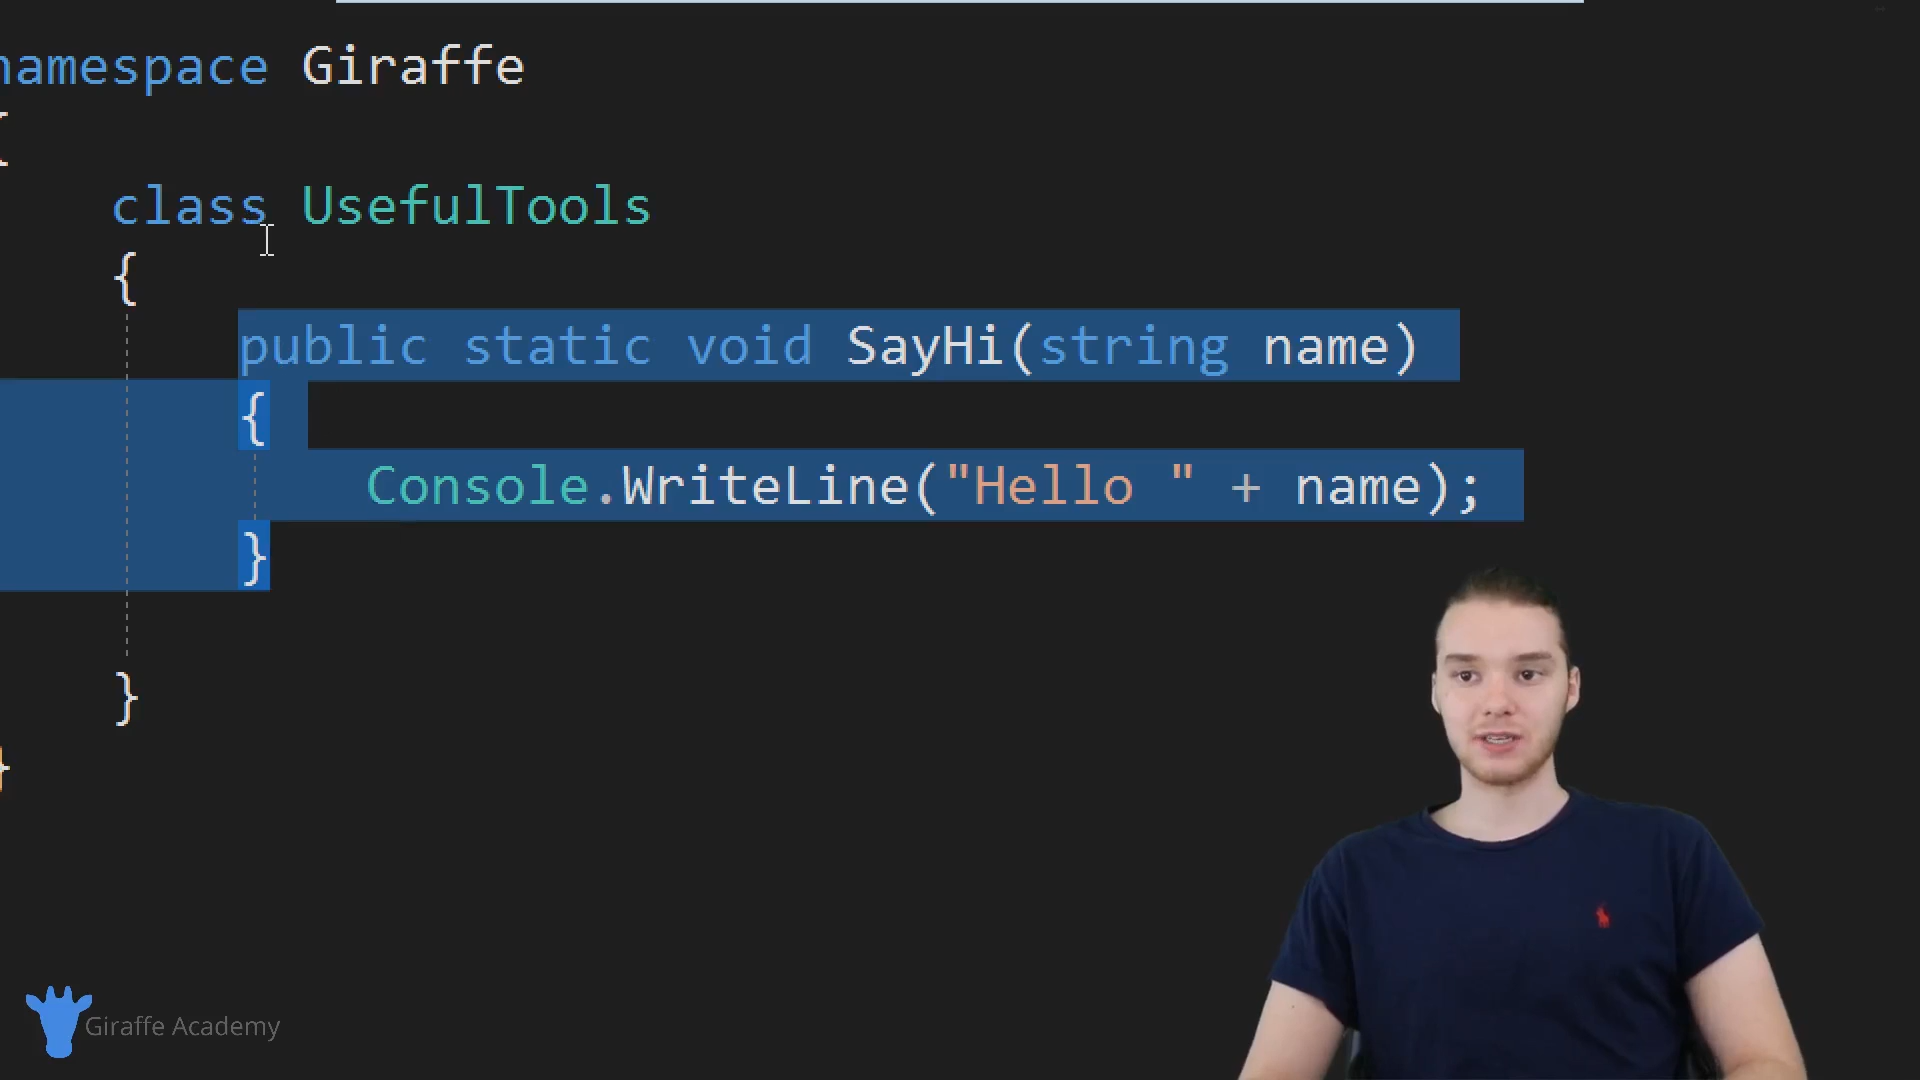 namespace Giraffe
{
class UsefulTools
{
public static void SayHi(string name)
{
Console.WriteLine("Hello " + name);
}
}
}
Giraffe Academy